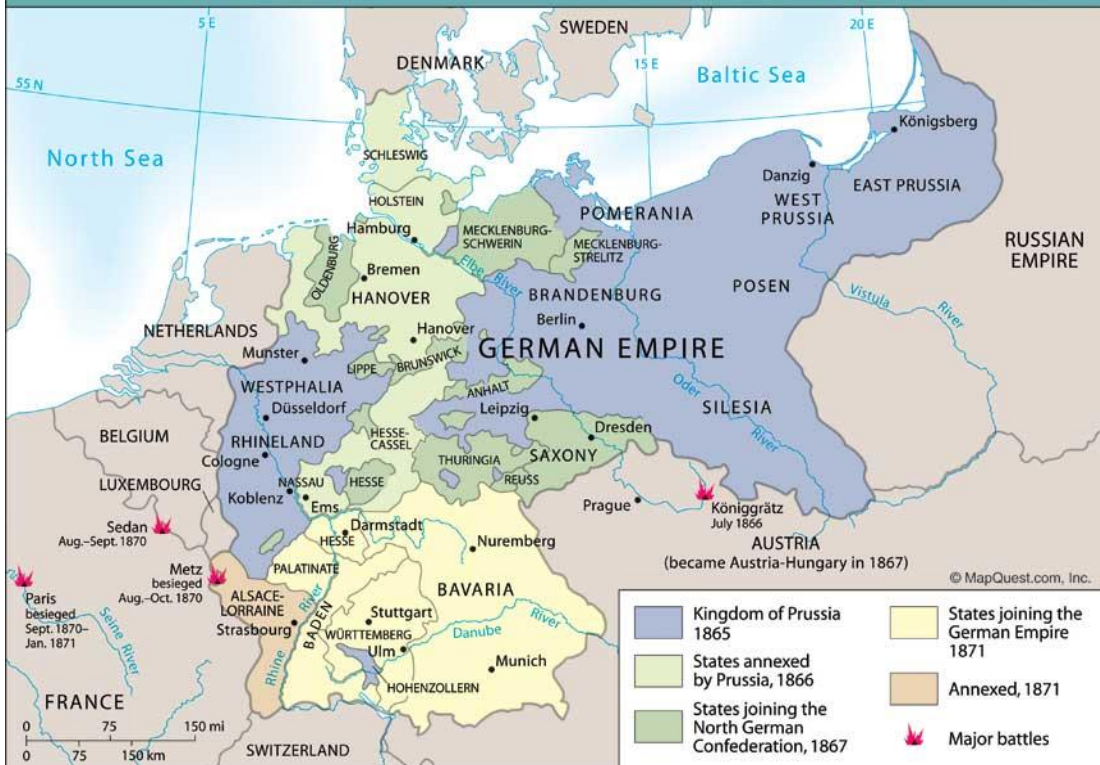 5 E
20 E
SWEDEN
DENMARK
15 E
Baltic Sea
55 N
Königsberg
North Sea
SCHLESWIG
Danzig
EAST PRUSSIA
WEST
PRUSSIA
HOLSTEIN
POMERANIA
Hamburg
MECKLENBURG-
SCHWERIN
MECKLENBURG-
STRELITZ
RUSSIAN
EMPIRE
OLDENBURG
Bremen
Elbe River
HANOVER
BRANDENBURG
POSEN
Vistula
River
Berlin
NETHERLANDS
Hanover
Munster
GERMAN EMPIRE
LIPPE
BRUNSWICK
WESTPHALIA
ANHALT
Oder
River
Düsseldorf
Leipzig
SILESIA
BELGIUM
HESSE-
CASSEL
Dresden
RHINELAND
THURINGIA
SAXONY
Cologne
REUSS
LUXEMBOURG
NASSAU
HESSE
Koblenz
Ems
Prague
Königgrätz
July 1866
Sedan
Aug.–Sept. 1870
Darmstadt
HESSE
Nuremberg
AUSTRIA
(became Austria-Hungary in 1867)
Metz
besieged
Aug.–Oct. 1870
PALATINATE
© MapQuest.com, Inc.
Paris
besieged
Sept. 1870–
Jan. 1871
ALSACE-
LORRAINE
River
BAVARIA
Stuttgart
Strasbourg
BADEN
WÜRTTEMBERG
Danube
River
Seine River
Ulm
Rhine
Munich
HOHENZOLLERN
FRANCE
0 75 150 mi
0 75 150 km
SWITZERLAND
Kingdom of Prussia
1865
States annexed
by Prussia, 1866
States joining the
North German
Confederation, 1867
States joining the
German Empire
1871
Annexed, 1871
Major battles